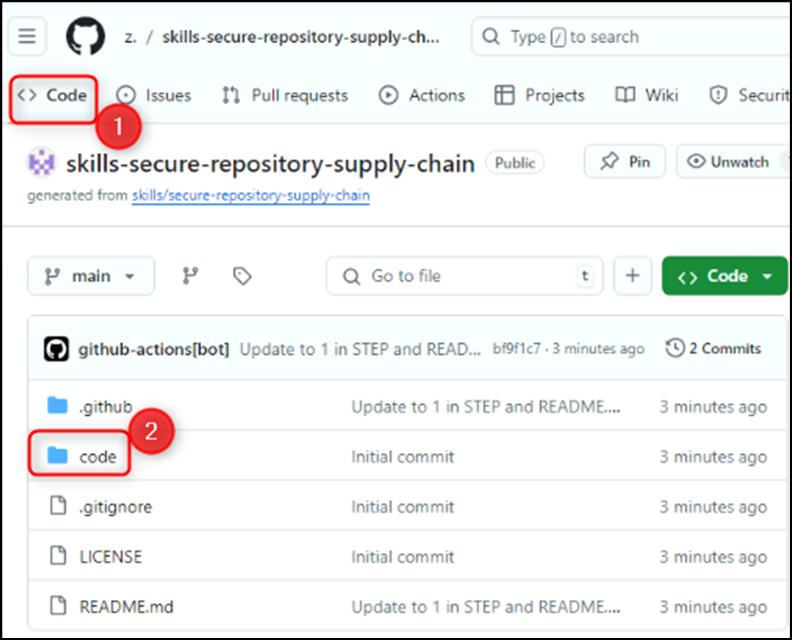 z. / skills-secure-repository-supply-ch... Type / to search
Code Issues Pull requests Actions Projects Wiki Securit
1
skills-secure-repository-supply-chain Public Pin Unwatch
generated from skills/secure-repository-supply-chain
main Go to file t + Code
github-actions[bot] Update to 1 in STEP and READ... bf9f1c7 · 3 minutes ago 2 Commits
.github Update to 1 in STEP and README.... 3 minutes ago
2
code Initial commit 3 minutes ago
.gitignore Initial commit 3 minutes ago
LICENSE Initial commit 3 minutes ago
README.md Update to 1 in STEP and README.... 3 minutes ago